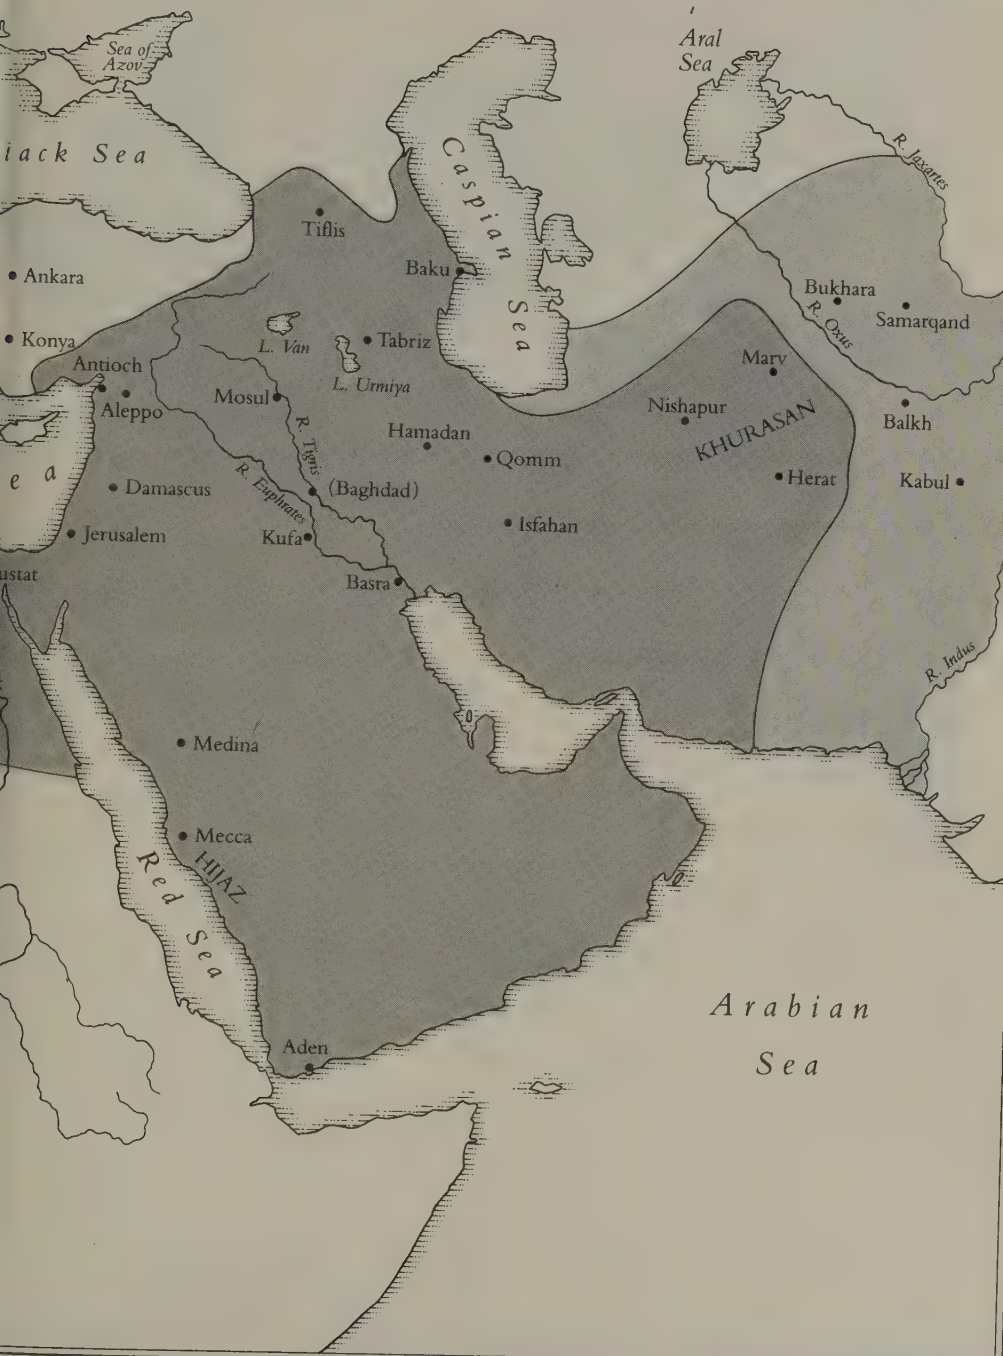 Sea of
Azov
Aral
Sea
R. Jaxartes
iack Sea
Caspian
Sea
Tiflis
Baku
Ankara
Bukhara
Samarqand
R. Oxus
Konya
L. Van
Tabriz
Antioch
L. Urmiya
Marv
Mosul
Aleppo
Nishapur
KHURASAN
Balkh
Hamadan
R. Tigris
Qomm
e a
Herat
Kabul
R. Euphrates
Damascus
(Baghdad)
Isfahan
Jerusalem
Kufa
ustat
Basra
R. Indus
Medina
Mecca
HIJAZ
Red Sea
Arabian
Sea
Aden